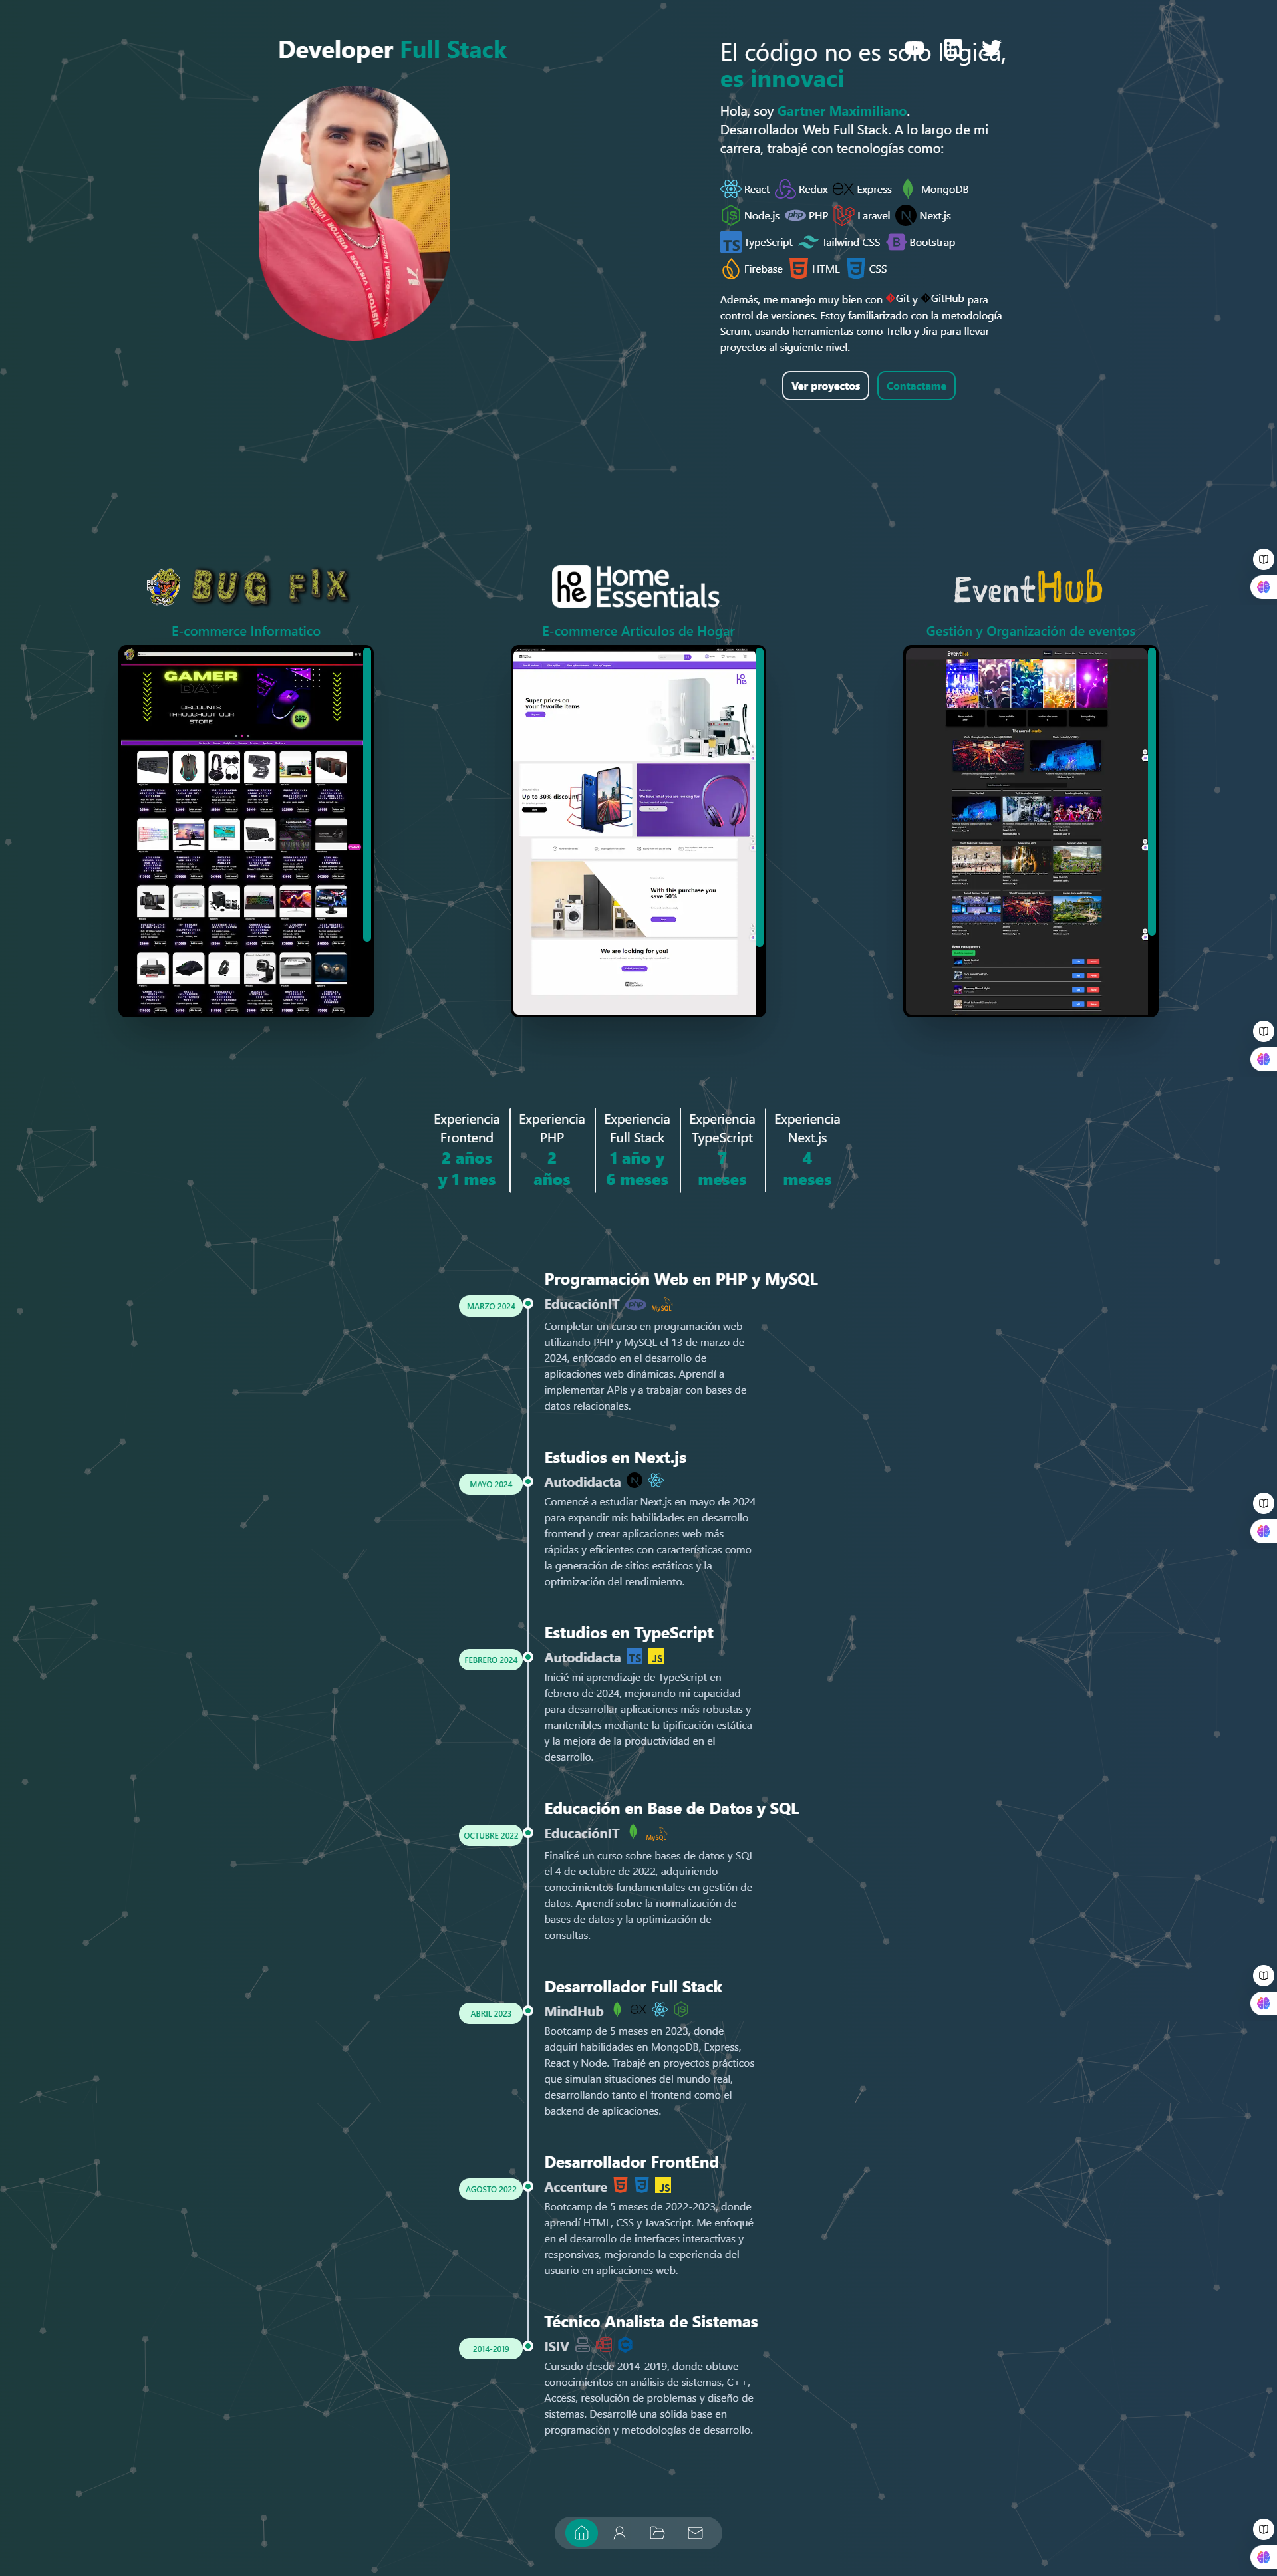 Developer Full Stack
El código no es solo lógica,
es innovaci
Hola, soy Gartner Maximiliano.
Desarrollador Web Full Stack. A lo largo de mi
carrera, trabajé con tecnologías como:
React Redux EX Express MongoDB
Node.js php PHP Laravel N Next.js
TS TypeScript Tailwind CSS B Bootstrap
Firebase HTML CSS
Además, me manejo muy bien con Git y GitHub para
control de versiones. Estoy familiarizado con la metodología
Scrum, usando herramientas como Trello y Jira para llevar
proyectos al siguiente nivel.
Ver proyectos Contactame
BUG FIX
E-commerce Informatico
GAMER
DAY
DISCOUNTS
THROUGHOUT OUR
STORE
hohe Home
Essentials
E-commerce Articulos de Hogar
Super prices on
your favorite items
Up to 30% discount
We have what you are looking for
With this purchase you
save 50%
We are looking for you!
EventHub
Gestión y Organización de eventos
Experiencia
Frontend
2 años
y 1 mes
Experiencia
PHP
2
años
Experiencia
Full Stack
1 año y
6 meses
Experiencia
TypeScript
7
meses
Experiencia
Next.js
4
meses
Programación Web en PHP y MySQL
MARZO 2024
EducaciónIT php MySQL
Completar un curso en programación web
utilizando PHP y MySQL el 13 de marzo de
2024, enfocado en el desarrollo de
aplicaciones web dinámicas. Aprendí a
implementar APIs y a trabajar con bases de
datos relacionales.
Estudios en Next.js
MAYO 2024
Autodidacta N
Comencé a estudiar Next.js en mayo de 2024
para expandir mis habilidades en desarrollo
frontend y crear aplicaciones web más
rápidas y eficientes con características como
la generación de sitios estáticos y la
optimización del rendimiento.
Estudios en TypeScript
FEBRERO 2024
Autodidacta TS JS
Inicié mi aprendizaje de TypeScript en
febrero de 2024, mejorando mi capacidad
para desarrollar aplicaciones más robustas y
mantenibles mediante la tipificación estática
y la mejora de la productividad en el
desarrollo.
Educación en Base de Datos y SQL
OCTUBRE 2022
EducaciónIT MySQL
Finalicé un curso sobre bases de datos y SQL
el 4 de octubre de 2022, adquiriendo
conocimientos fundamentales en gestión de
datos. Aprendí sobre la normalización de
bases de datos y la optimización de
consultas.
Desarrollador Full Stack
ABRIL 2023
MindHub EX JS
Bootcamp de 5 meses en 2023, donde
adquirí habilidades en MongoDB, Express,
React y Node. Trabajé en proyectos prácticos
que simulan situaciones del mundo real,
desarrollando tanto el frontend como el
backend de aplicaciones.
Desarrollador FrontEnd
AGOSTO 2022
Accenture JS
Bootcamp de 5 meses de 2022-2023, donde
aprendí HTML, CSS y JavaScript. Me enfoqué
en el desarrollo de interfaces interactivas y
responsivas, mejorando la experiencia del
usuario en aplicaciones web.
Técnico Analista de Sistemas
2014-2019
ISIV
Cursado desde 2014-2019, donde obtuve
conocimientos en análisis de sistemas, C++,
Access, resolución de problemas y diseño de
sistemas. Desarrollé una sólida base en
programación y metodologías de desarrollo.